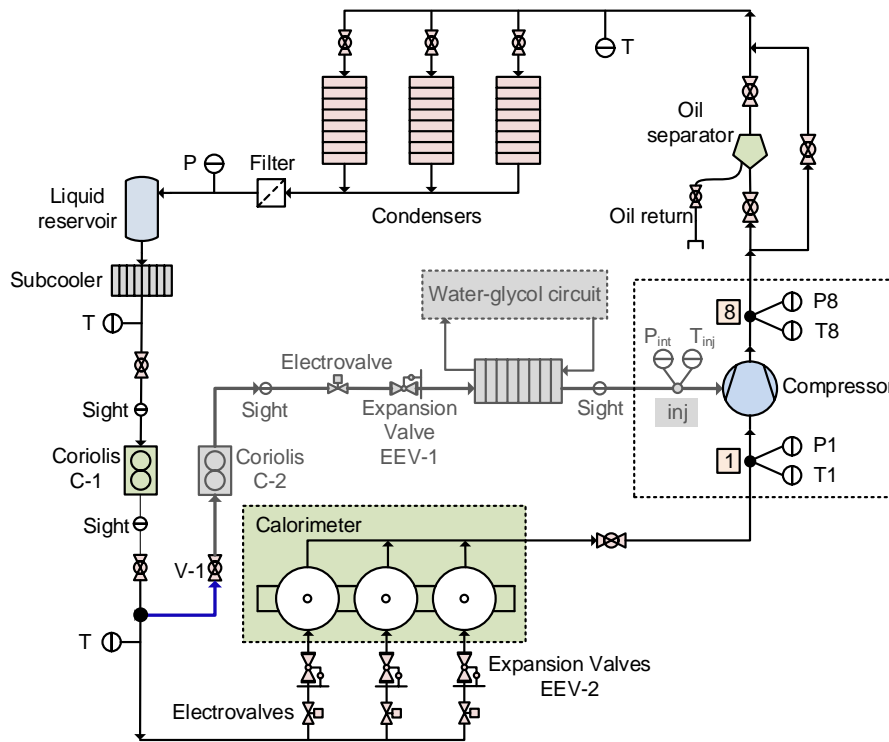 T
Oil
separator
P
Filter
Liquid
reservoir
Condensers
Oil return
Subcooler
Water-glycol circuit
8
P8
T8
T
Pint
Tinj
Electrovalve
Compressor
Sight
Sight
Expansion
Valve
EEV-1
Sight
inj
Coriolis
C-1
Coriolis
C-2
1
P1
T1
Sight
Calorimeter
V-1
T
Expansion Valves
EEV-2
Electrovalves